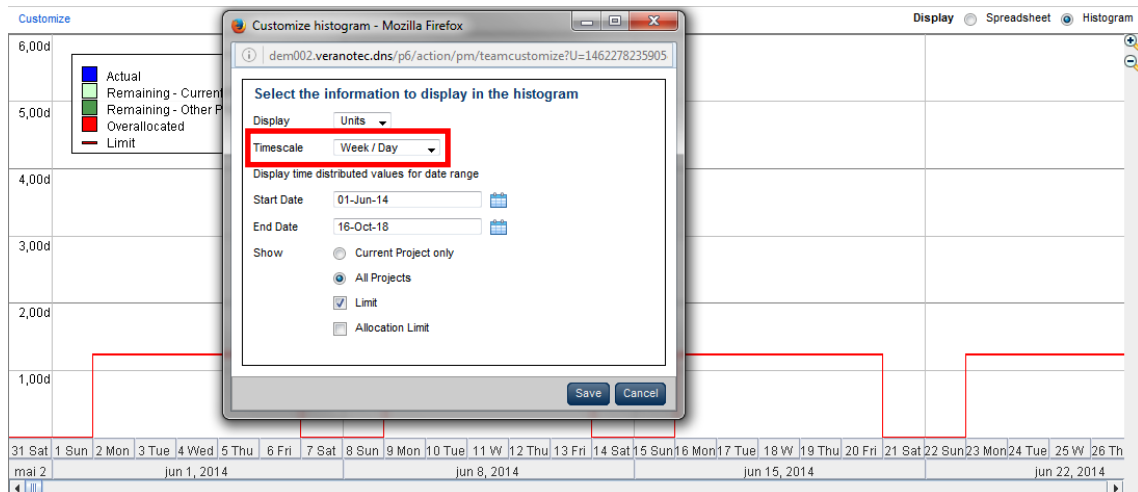 Customize
Display Spreadsheet Histogram
6,00d
5,00d
4,00d
3,00d
2,00d
1,00d
Actual
Remaining - Current
Remaining - Other P
Overallocated
Limit
Customize histogram - Mozilla Firefox
dem002.veranotec.dns/p6/action/pm/teamcustomize?U=1462278235905
Select the information to display in the histogram
Display Units
Timescale Week / Day
Display time distributed values for date range
Start Date 01-Jun-14
End Date 16-Oct-18
Show Current Project only
All Projects
Limit
Allocation Limit
Save Cancel
31 Sat 1 Sun 2 Mon 3 Tue 4 Wed 5 Thu 6 Fri 7 Sat 8 Sun 9 Mon 10 Tue 11 W 12 Thu 13 Fri 14 Sat 15 Sun 16 Mon 17 Tue 18 W 19 Thu 20 Fri 21 Sat 22 Sun 23 Mon 24 Tue 25 W 26 Th
mai 2 jun 1, 2014 jun 8, 2014 jun 15, 2014 jun 22, 2014